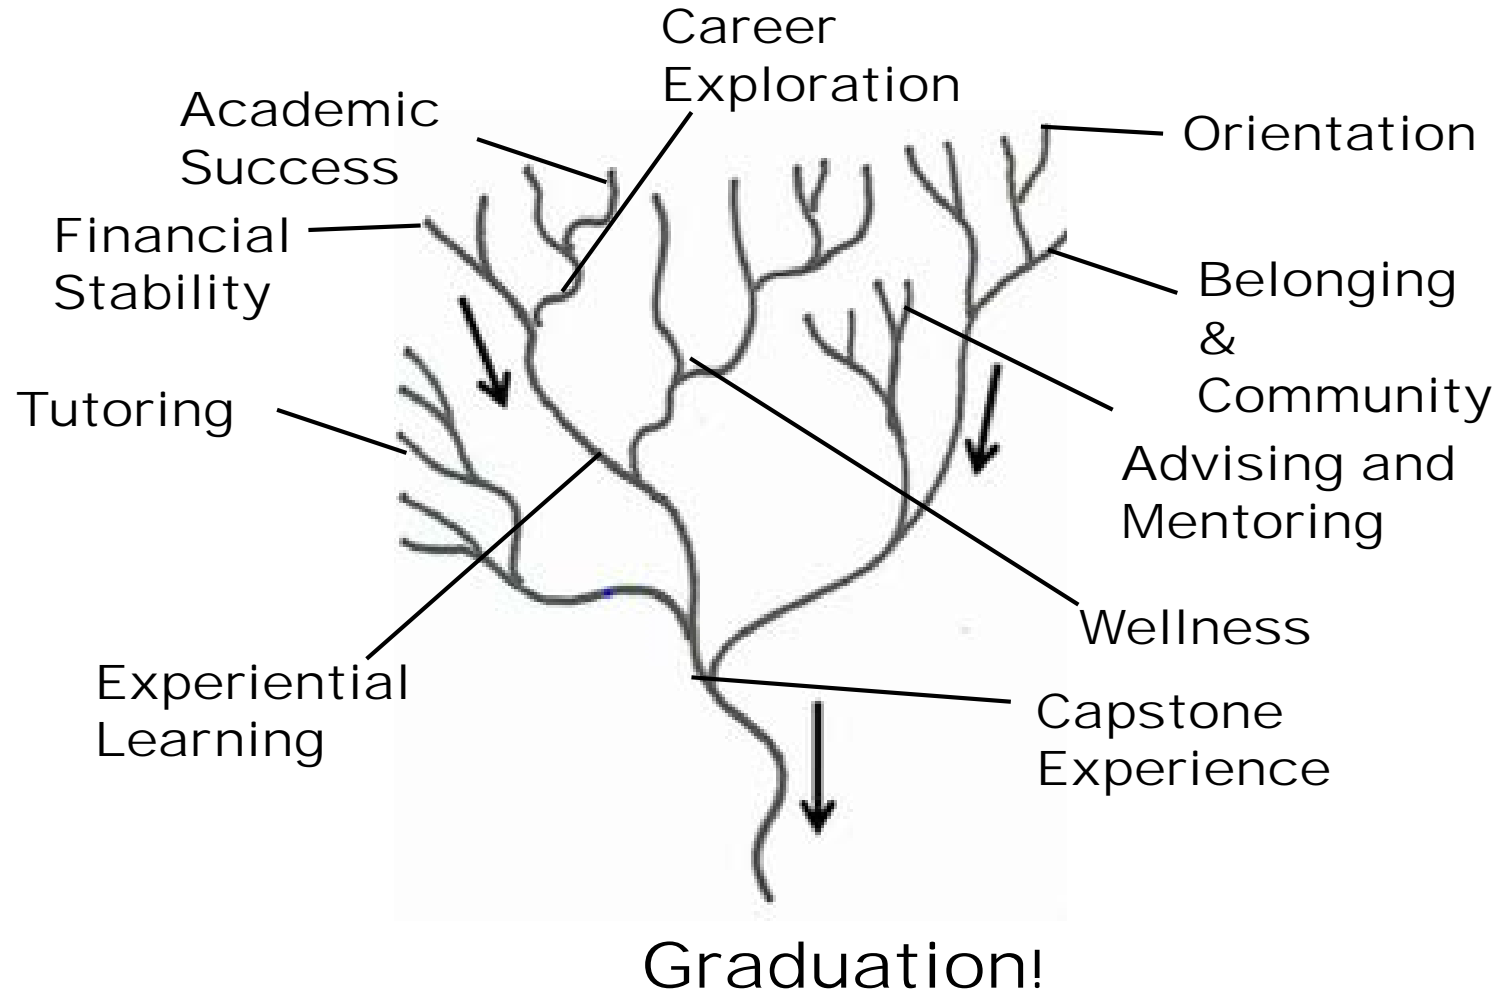 Career
Exploration
Academic
Success
Orientation
Financial
Stability
Belonging
&
Community
Tutoring
Advising and
Mentoring
Wellness
Experiential
Learning
Capstone
Experience
Graduation!